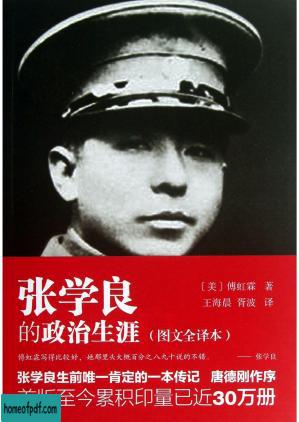 [美] 傅虹霖 著
王海晨 胥波 译
张学良
的政治生涯（图文全译本）
傅虹霖写得比较好，她那里头大概百分之八九十说的不错。
——张学良
张学良生前唯一肯定的一本传记 唐德刚作序
首版至今累积印量已近30万册
homeofpdf.com